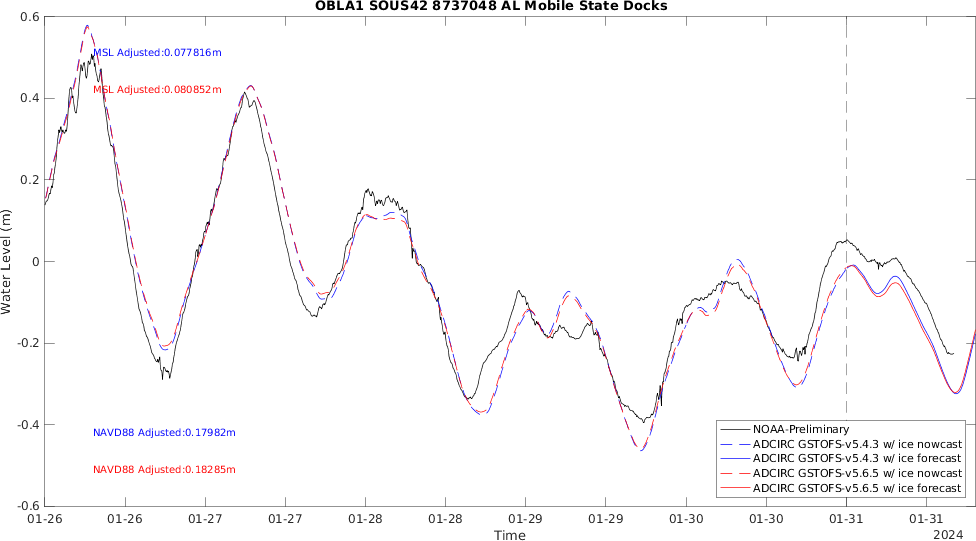 OBLA1 SOUS42 8737048 AL Mobile State Docks
0.6
MSL Adjusted:0.077816m
MSL Adjusted:0.080852m
0.4
0.2
Water Level (m)
0
-0.2
-0.4
NAVD88 Adjusted:0.17982m
NAVD88 Adjusted:0.18285m
NOAA-Preliminary
ADCIRC GSTOFS-v5.4.3 w/ ice nowcast
ADCIRC GSTOFS-v5.4.3 w/ ice forecast
ADCIRC GSTOFS-v5.6.5 w/ ice nowcast
ADCIRC GSTOFS-v5.6.5 w/ ice forecast
-0.6
01-26 01-26 01-27 01-27 01-28 01-28 01-29 01-29 01-30 01-30 01-31 01-31
Time
2024